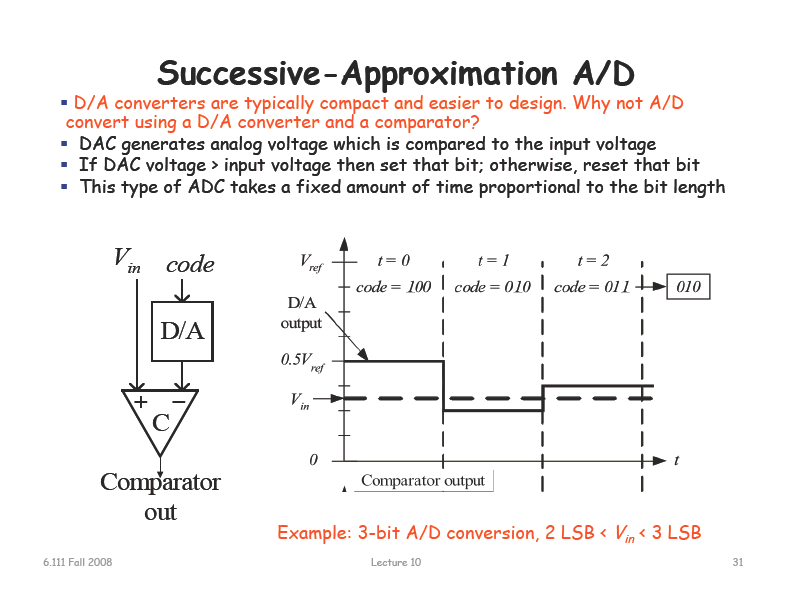 Successive-Approximation A/D
▪ D/A converters are typically compact and easier to design. Why not A/D
convert using a D/A converter and a comparator?
▪ DAC generates analog voltage which is compared to the input voltage
▪ If DAC voltage > input voltage then set that bit; otherwise, reset that bit
▪ This type of ADC takes a fixed amount of time proportional to the bit length
Vin code
D/A
+ −
C
Comparator
out
Vref t = 0 t = 1 t = 2
code = 100 code = 010 code = 011 010
D/A
output
0.5Vref
Vin
0 t
Comparator output
Example: 3-bit A/D conversion, 2 LSB < Vin < 3 LSB
6.111 Fall 2008 Lecture 10 31